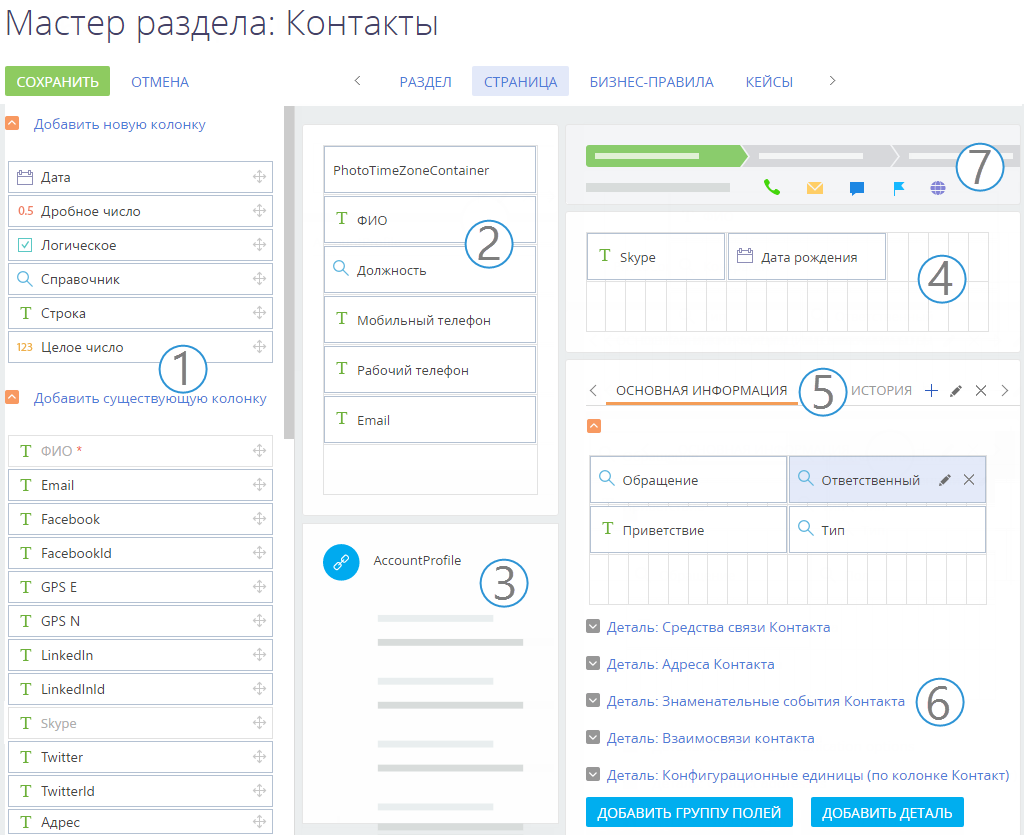 Мастер раздела: Контакты
СОХРАНИТЬ ОТМЕНА РАЗДЕЛ СТРАНИЦА БИЗНЕС-ПРАВИЛА КЕЙСЫ
Добавить новую колонку
Дата
0.5 Дробное число
Логическое
Справочник
T Строка
123 Целое число
1
Добавить существующую колонку
T ФИО *
T Email
T Facebook
T FacebookId
T GPS E
T GPS N
T LinkedIn
T LinkedInId
T Skype
T Twitter
T TwitterId
T Адрес
PhotoTimeZoneContainer
T ФИО
2
Должность
T Мобильный телефон
T Рабочий телефон
T Email
AccountProfile
3
7
T Skype
Дата рождения
4
ОСНОВНАЯ ИНФОРМАЦИЯ
5
ИСТОРИЯ
Обращение
Ответственный
T Приветствие
Тип
Деталь: Средства связи Контакта
Деталь: Адреса Контакта
Деталь: Знаменательные события Контакта
6
Деталь: Взаимосвязи контакта
Деталь: Конфигурационные единицы (по колонке Контакт)
ДОБАВИТЬ ГРУППУ ПОЛЕЙ ДОБАВИТЬ ДЕТАЛЬ